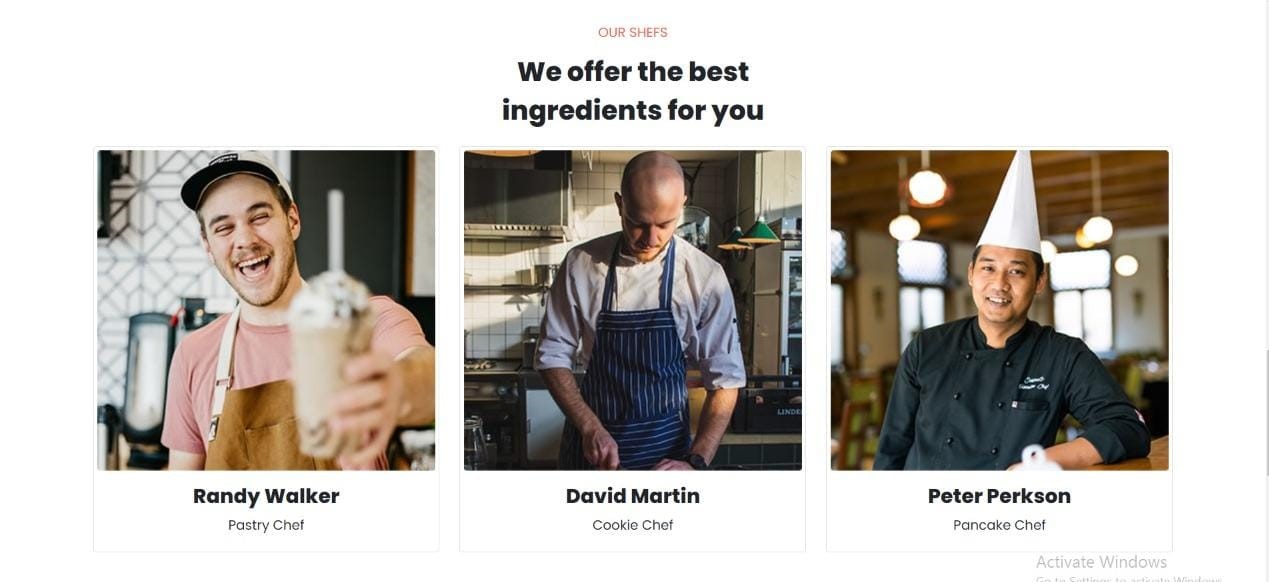 OUR SHEFS
We offer the best
ingredients for you
LINDE
Randy Walker
Pastry Chef
David Martin
Cookie Chef
Peter Perkson
Pancake Chef
Activate Windows
Go to Settings to activate Windows.